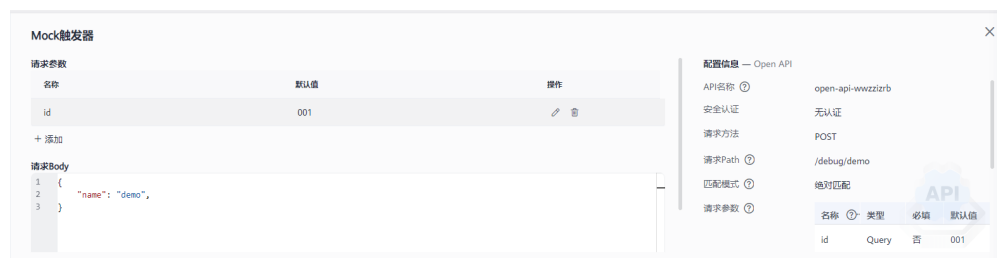 Mock触发器
请求参数
名称 默认值 操作
id 001
+ 添加
请求Body
1 {
2 "name": "demo",
3 }
配置信息 — Open API
API名称
open-api-wwzzizrb
安全认证 无认证
请求方法 POST
请求Path /debug/demo
匹配模式 绝对匹配
请求参数
名称 类型 必填 默认值
id Query 否 001
API